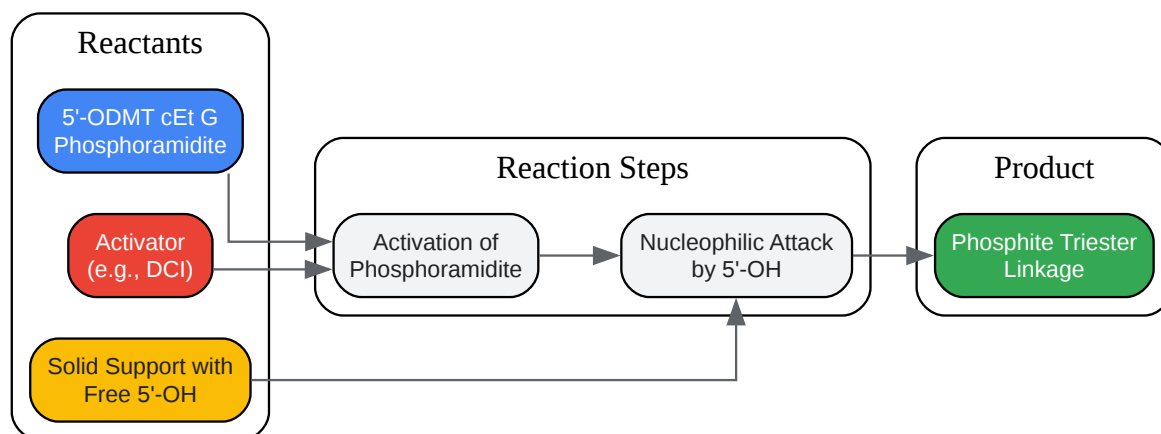 Reactants
5'-ODMT cEt G
Phosphoramidite
Activator
(e.g., DCI)
Solid Support with
Free 5'-OH
Reaction Steps
Activation of
Phosphoramidite
Nucleophilic Attack
by 5'-OH
Product
Phosphite Triester
Linkage